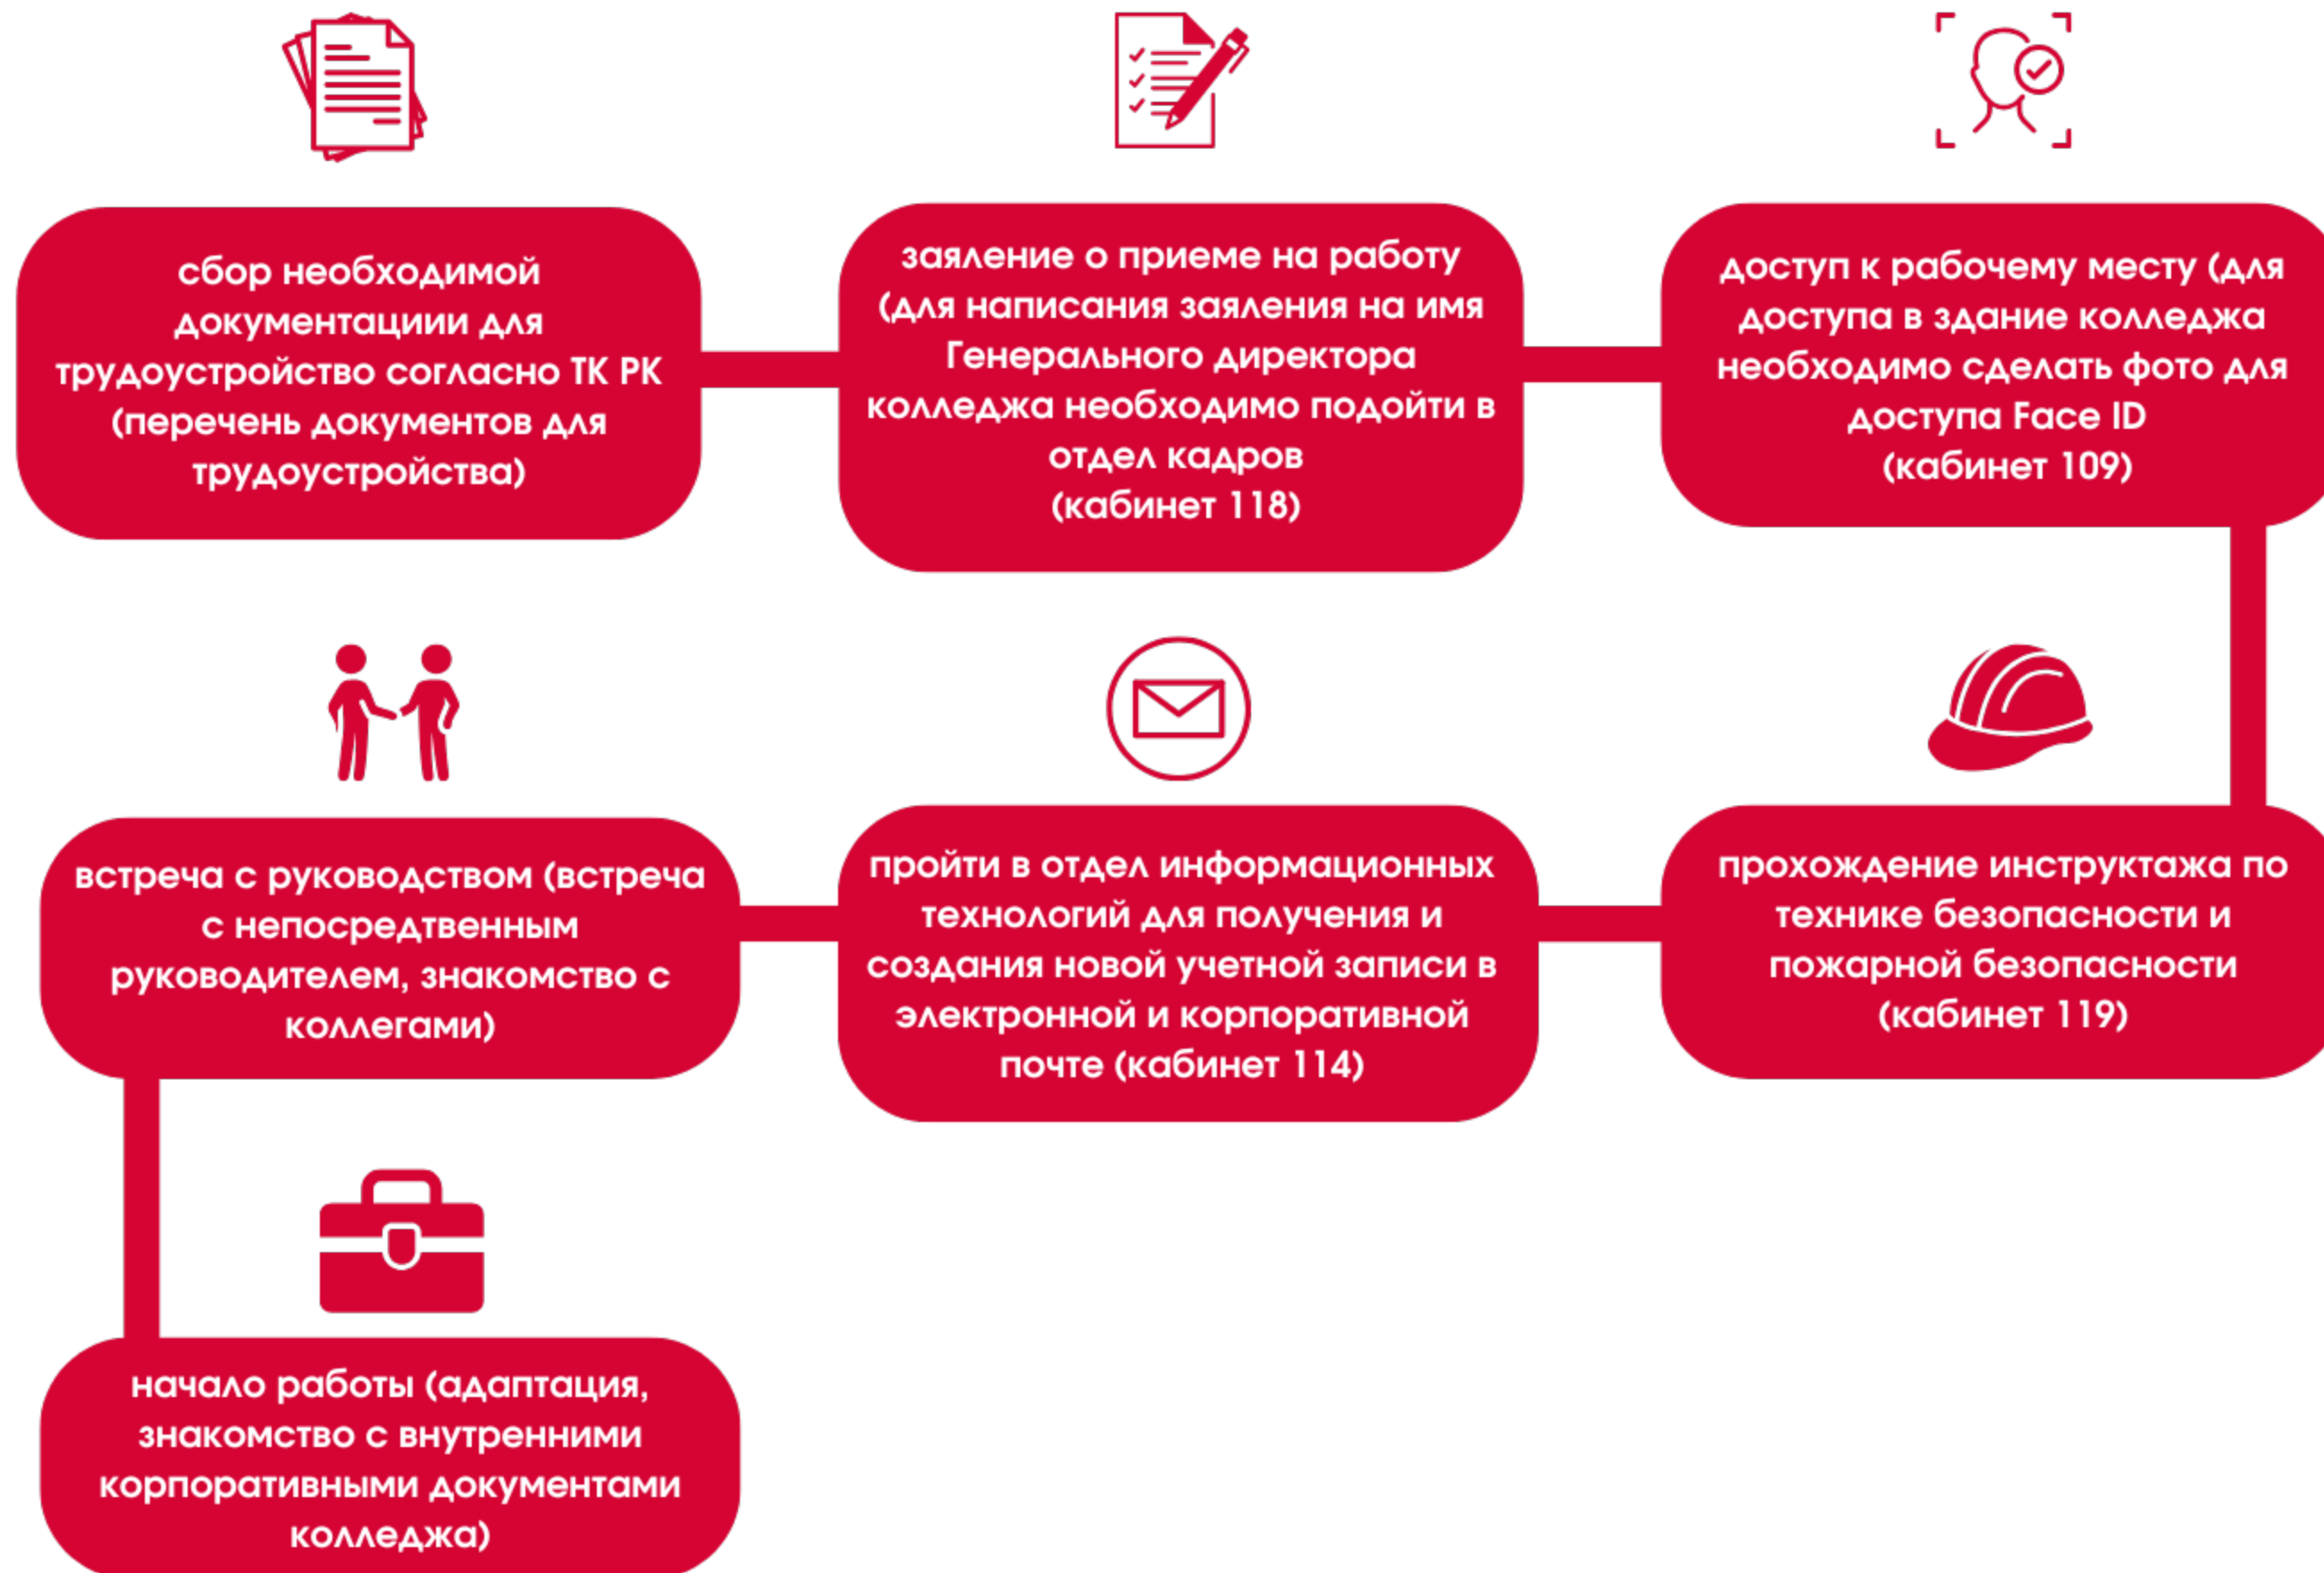 сбор необходимой
документациии для
трудоустройство согласно ТК РК
(перечень документов для
трудоустройства)
заяление о приеме на работу
(для написания заяления на имя
Генерального директора
колледжа необходимо подойти в
отдел кадров
(кабинет 118)
доступ к рабочему месту (для
доступа в здание колледжа
необходимо сделать фото для
доступа Face ID
(кабинет 109)
прохождение инструктажа по
технике безопасности и
пожарной безопасности
(кабинет 119)
пройти в отдел информационных
технологий для получения и
создания новой учетной записи в
электронной и корпоративной
почте (кабинет 114)
встреча с руководством (встреча
с непосредтвенным
руководителем, знакомство с
коллегами)
начало работы (адаптация,
знакомство с внутренними
корпоративными документами
колледжа)